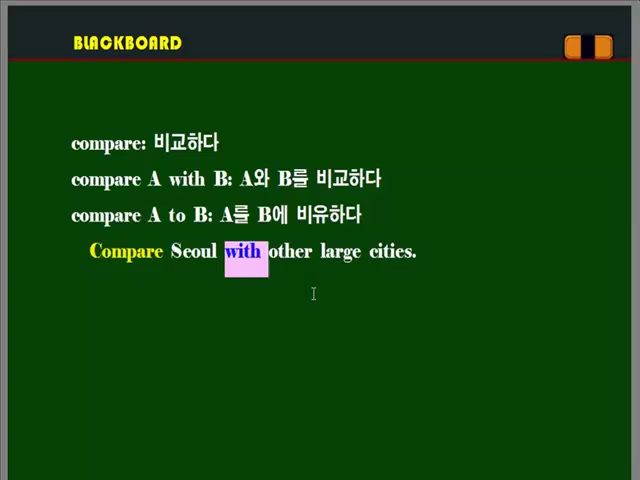 BLACKBOARD
compare: 비교하다
compare A with B: A와 B를 비교하다
compare A to B: A를 B에 비유하다
Compare Seoul with other large cities.